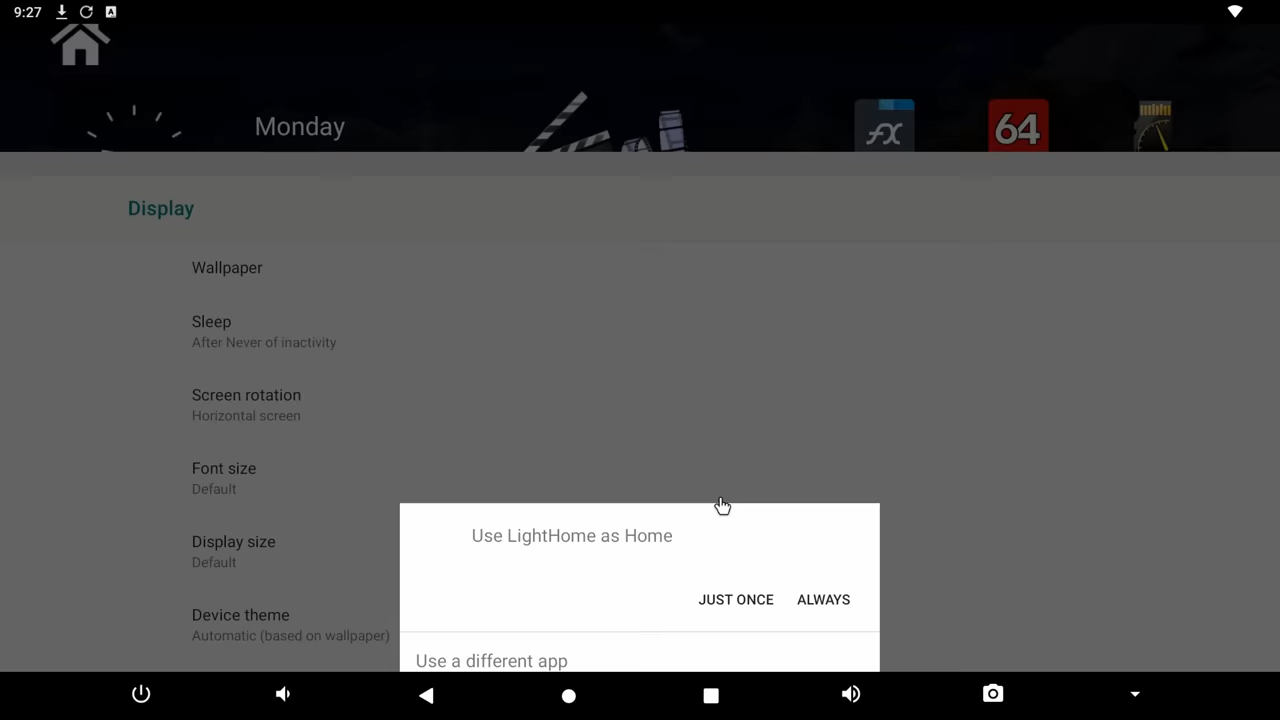 9:27
A
Monday
FX
64
Display
Wallpaper
Sleep
After Never of inactivity
Screen rotation
Horizontal screen
Font size
Default
Display size
Default
Device theme
Automatic (based on wallpaper)
Use LightHome as Home
JUST ONCE
ALWAYS
Use a different app